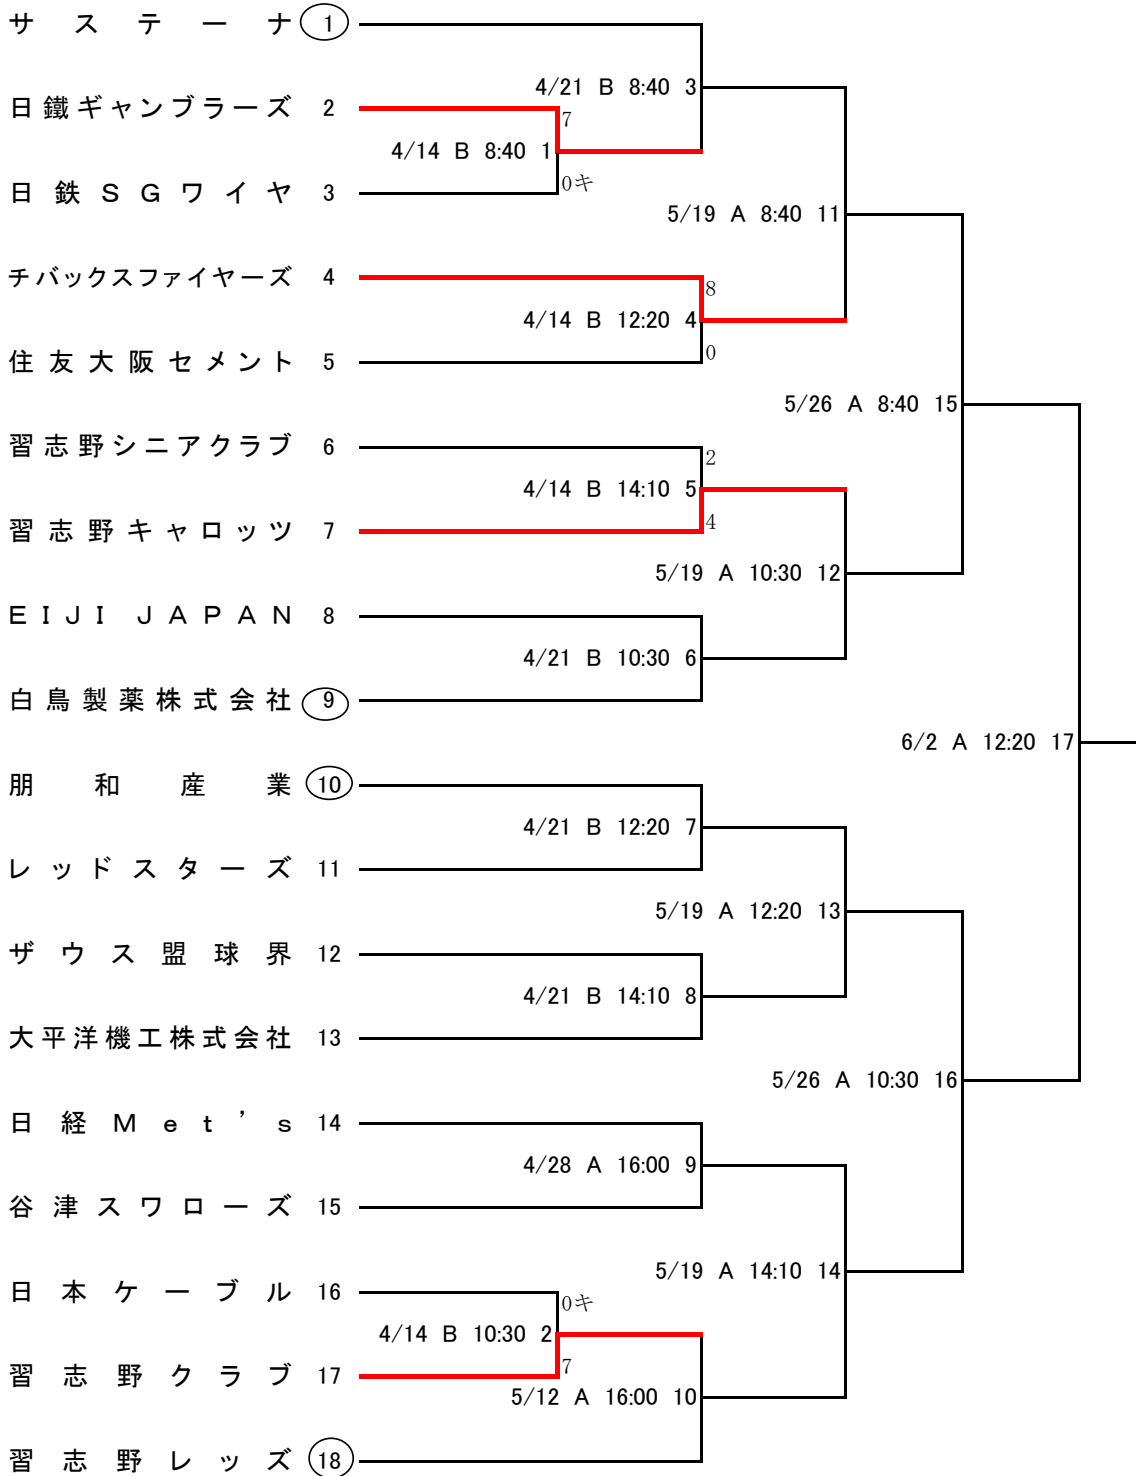 サステーナ 1
4/21 B 8:40 3
日鐵ギャンブラーズ 2
7
4/14 B 8:40 1
0キ
日鉄SGワイヤ 3
5/19 A 8:40 11
チバックスファイヤーズ 4
8
4/14 B 12:20 4
0
住友大阪セメント 5
5/26 A 8:40 15
習志野シニアクラブ 6
2
4/14 B 14:10 5
4
習志野キャロッツ 7
5/19 A 10:30 12
EIJI JAPAN 8
4/21 B 10:30 6
白鳥製薬株式会社 9
6/2 A 12:20 17
朋和産業 10
4/21 B 12:20 7
レッドスターズ 11
5/19 A 12:20 13
ザウス盟球界 12
4/21 B 14:10 8
大平洋機工株式会社 13
5/26 A 10:30 16
日経Met’s 14
4/28 A 16:00 9
谷津スワローズ 15
5/19 A 14:10 14
日本ケーブル 16
0キ
4/14 B 10:30 2
7
習志野クラブ 17
5/12 A 16:00 10
習志野レッズ 18